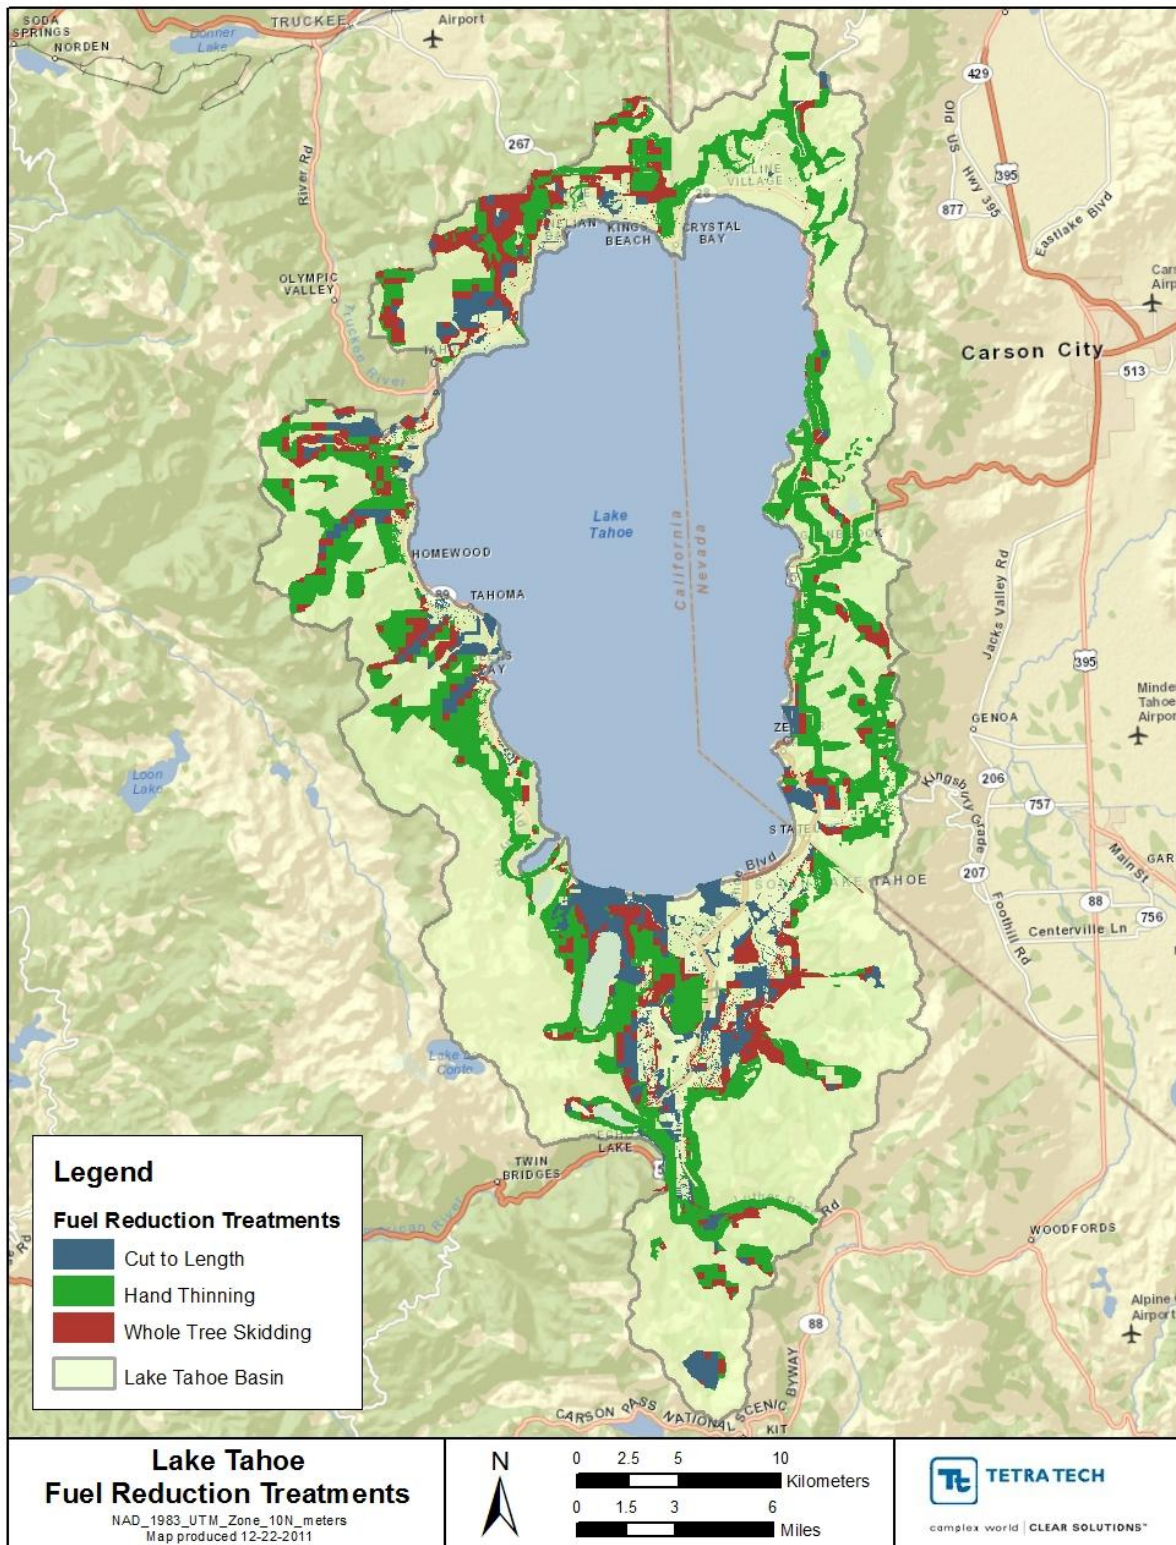 SODA
SPRINGS
NORDEN
TRUCKEE
Donner
Lake
Airport
429
267
River Rd
Old US
Hwy 395
395
877
Eastlake Blvd
VILLAGE
28
KINGS
BEACH
CRYSTAL
BAY
OLYMPIC
VALLEY
Truckee
River
Carson City
513
Lake
Tahoe
California
Nevada
HOMEWOOD
89
TAHOMA
Jacks Valley Rd
395
GENOA
206
Kingsbury Grade
757
Main St
207
88
756
Centerville Ln
Foothill Rd
Loon
Lake
Blvd
TAHOE
LAKE
TWIN
BRIDGES
Rd
WOODFORDS
88
CARSON PASS NATIONAL SCENIC BYWAY
KIT
Airport
Legend
Fuel Reduction Treatments
Cut to Length
Hand Thinning
Whole Tree Skidding
Lake Tahoe Basin
Lake Tahoe
Fuel Reduction Treatments
NAD_1983_UTM_Zone_10N_meters
Map produced 12-22-2011
N
0 2.5 5 10
Kilometers
0 1.5 3 6
Miles
Tt
TETRA TECH
complex world | CLEAR SOLUTIONS™